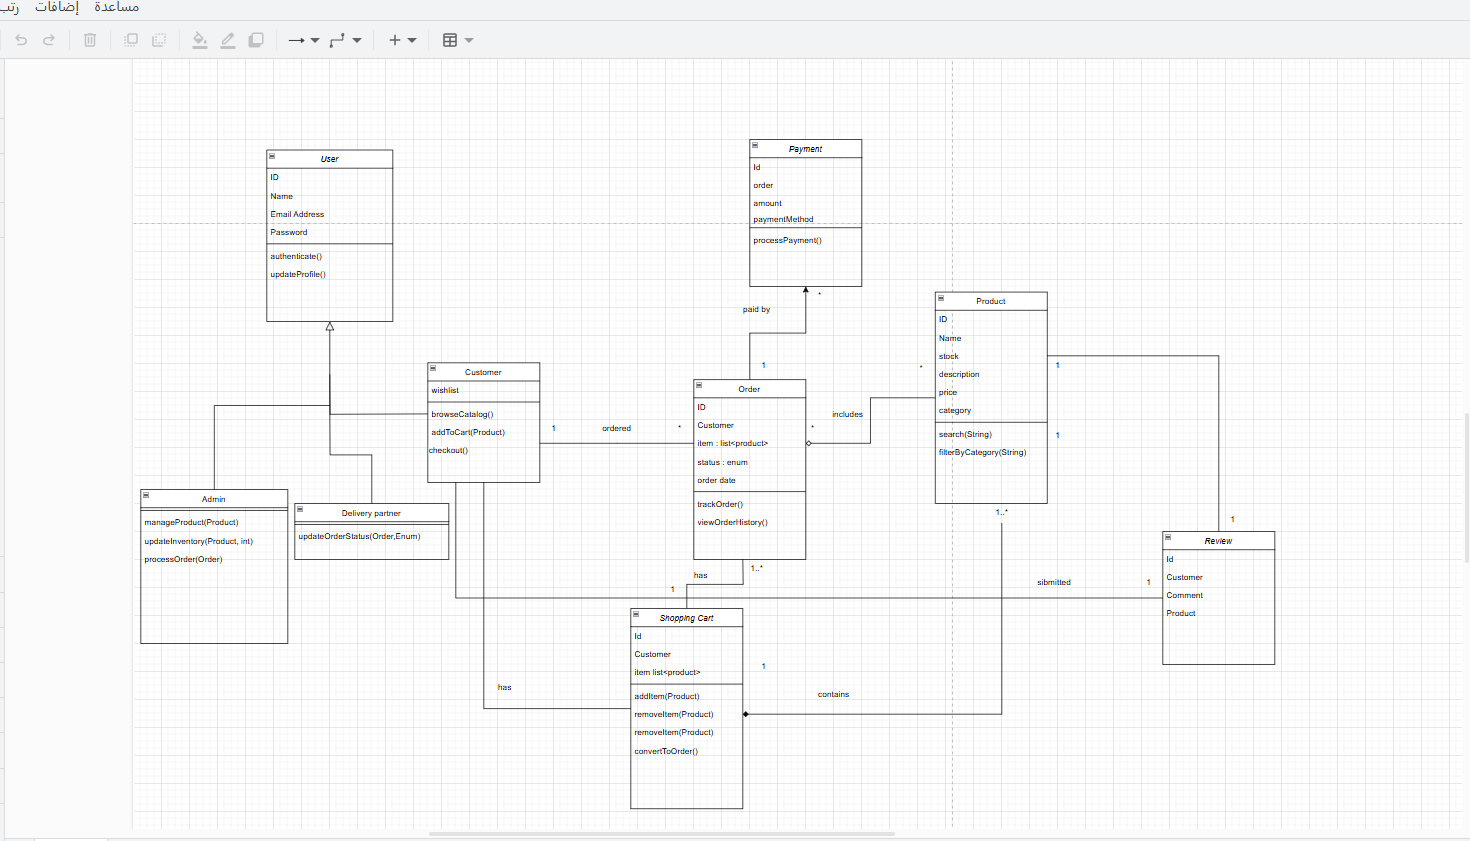 مساعدة
إضافات
رتب
User
ID
Name
Email Address
Password
authenticate()
updateProfile()
Payment
Id
order
amount
paymentMethod
processPayment()
*
paid by
1
Product
ID
Name
stock
description
price
category
search(String)
filterByCategory(String)
*
1
1
1..*
Customer
wishlist
browseCatalog()
addToCart(Product)
checkout()
1
ordered
*
Order
ID
Customer
item : list<product>
status : enum
order date
trackOrder()
viewOrderHistory()
includes
*
Admin
manageProduct(Product)
updateInventory(Product, int)
processOrder(Order)
Delivery partner
updateOrderStatus(Order,Enum)
has
1..*
1
sibmitted
1
1
Review
Id
Customer
Comment
Product
Shopping Cart
Id
Customer
item list<product>
addItem(Product)
removeItem(Product)
removeItem(Product)
convertToOrder()
1
has
contains